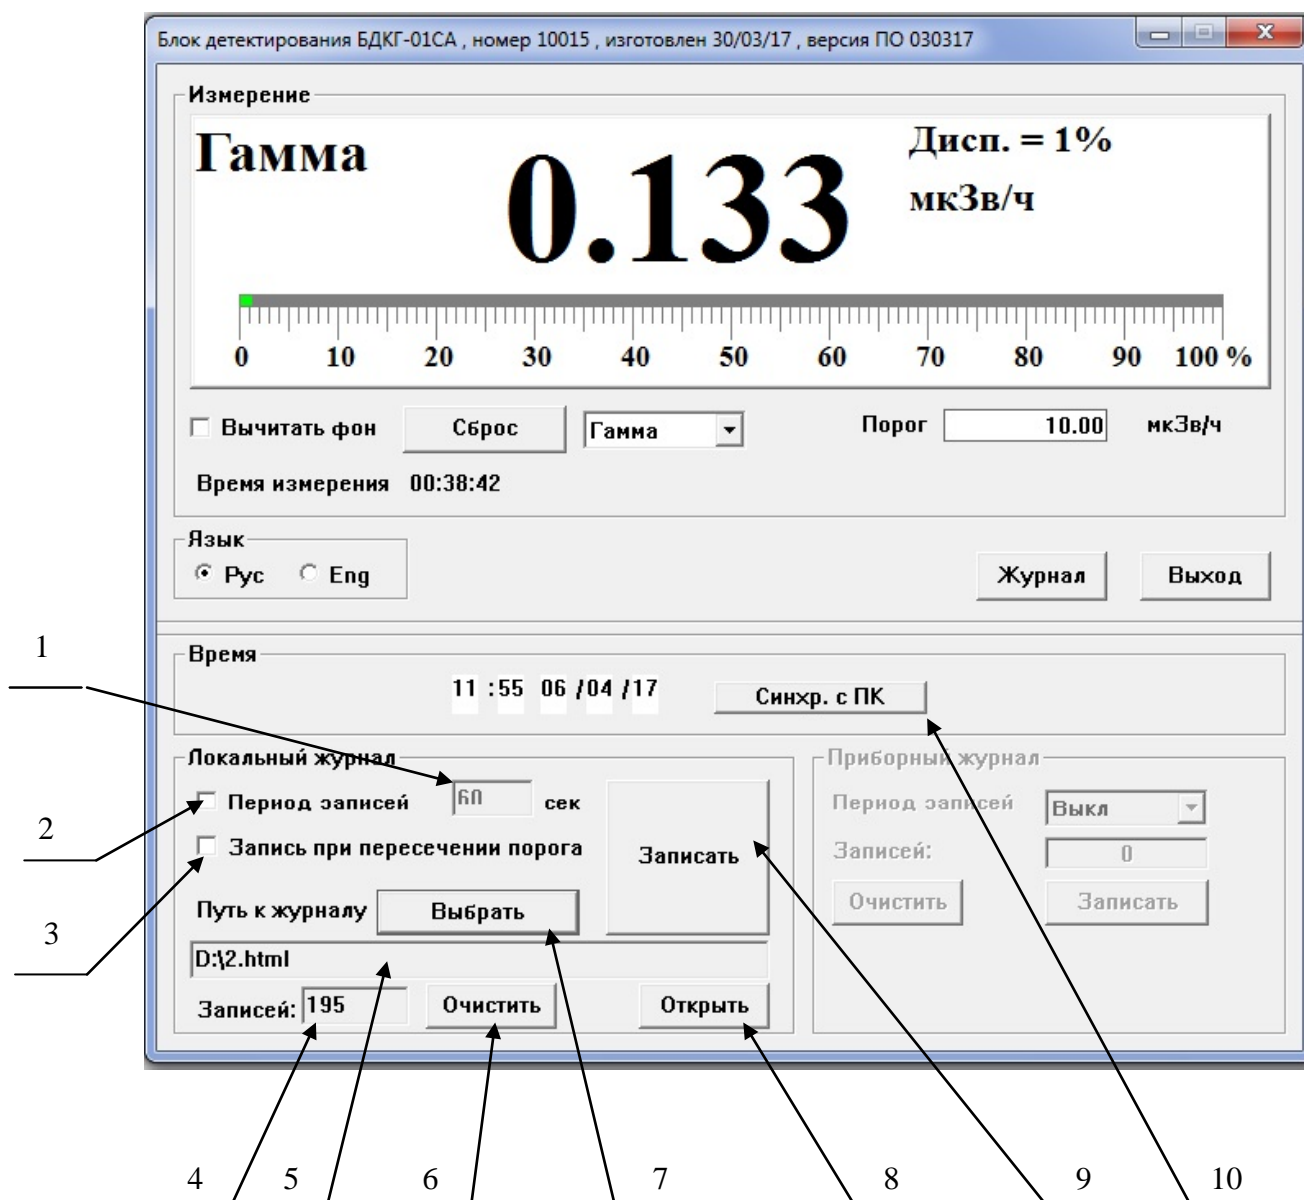 Блок детектирования БДКГ-01СА , номер 10015 , изготовлен 30/03/17 , версия ПО 030317
Измерение
Гамма 0.133 Дисп. = 1%
мкЗв/ч
0 10 20 30 40 50 60 70 80 90 100 %
Вычитать фон Сброс Гамма Порог 10.00 мкЗв/ч
Время измерения 00:38:42
Язык
Рус Eng Журнал Выход
1
Время
11 :55 06 /04 /17 Синхр. с ПК
Локальный журнал Приборный журнал
Период записей 60 сек Период записей Выкл
2
Запись при пересечении порога Записать Записей: 0
3
Путь к журналу Выбрать Очистить Записать
D:\2.html
Записей: 195 Очистить Открыть
4 5 6 7 8 9 10